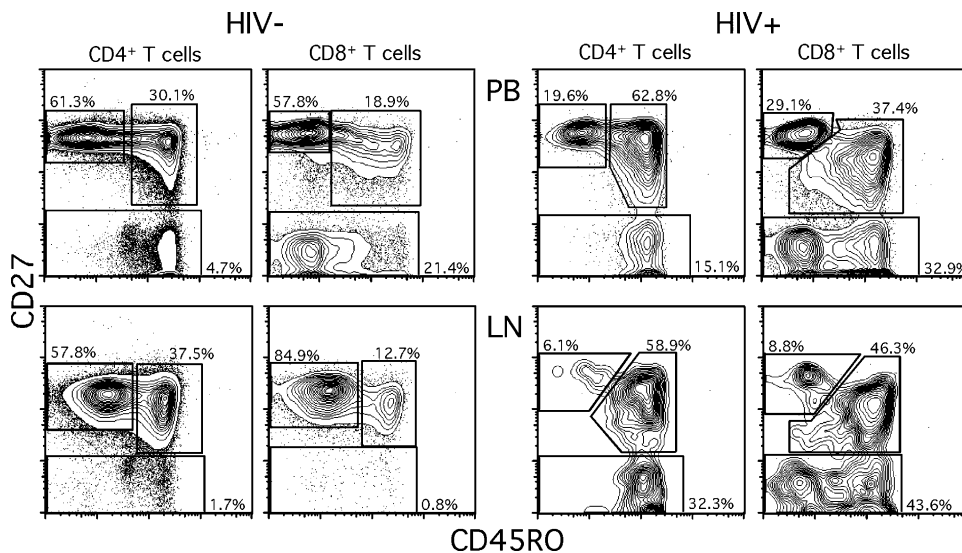 HIV- HIV+
CD4+ T cells CD8+ T cells CD4+ T cells CD8+ T cells
61.3% 30.1% 57.8% 18.9% PB 19.6% 62.8% 29.1% 37.4%
4.7% 21.4% 15.1% 32.9%
CD27
57.8% 37.5% 84.9% 12.7% LN 6.1% 58.9% 8.8% 46.3%
1.7% 0.8% 32.3% 43.6%
CD45RO